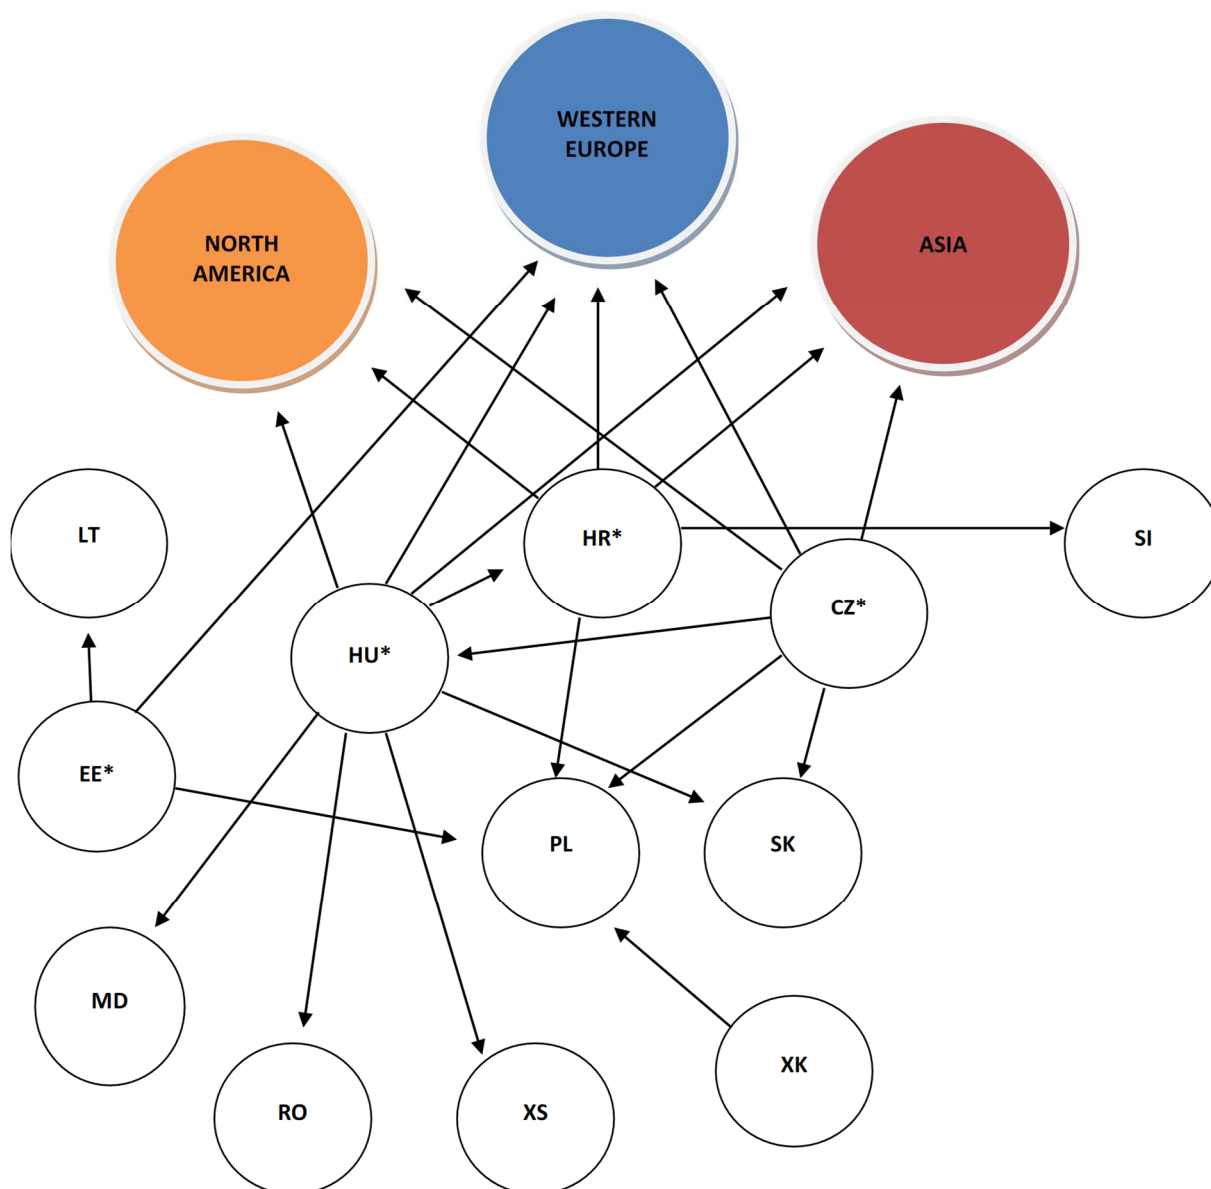 WESTERN
EUROPE
NORTH
AMERICA
ASIA
LT
HR*
SI
CZ*
HU*
EE*
PL
SK
MD
XK
RO
XS